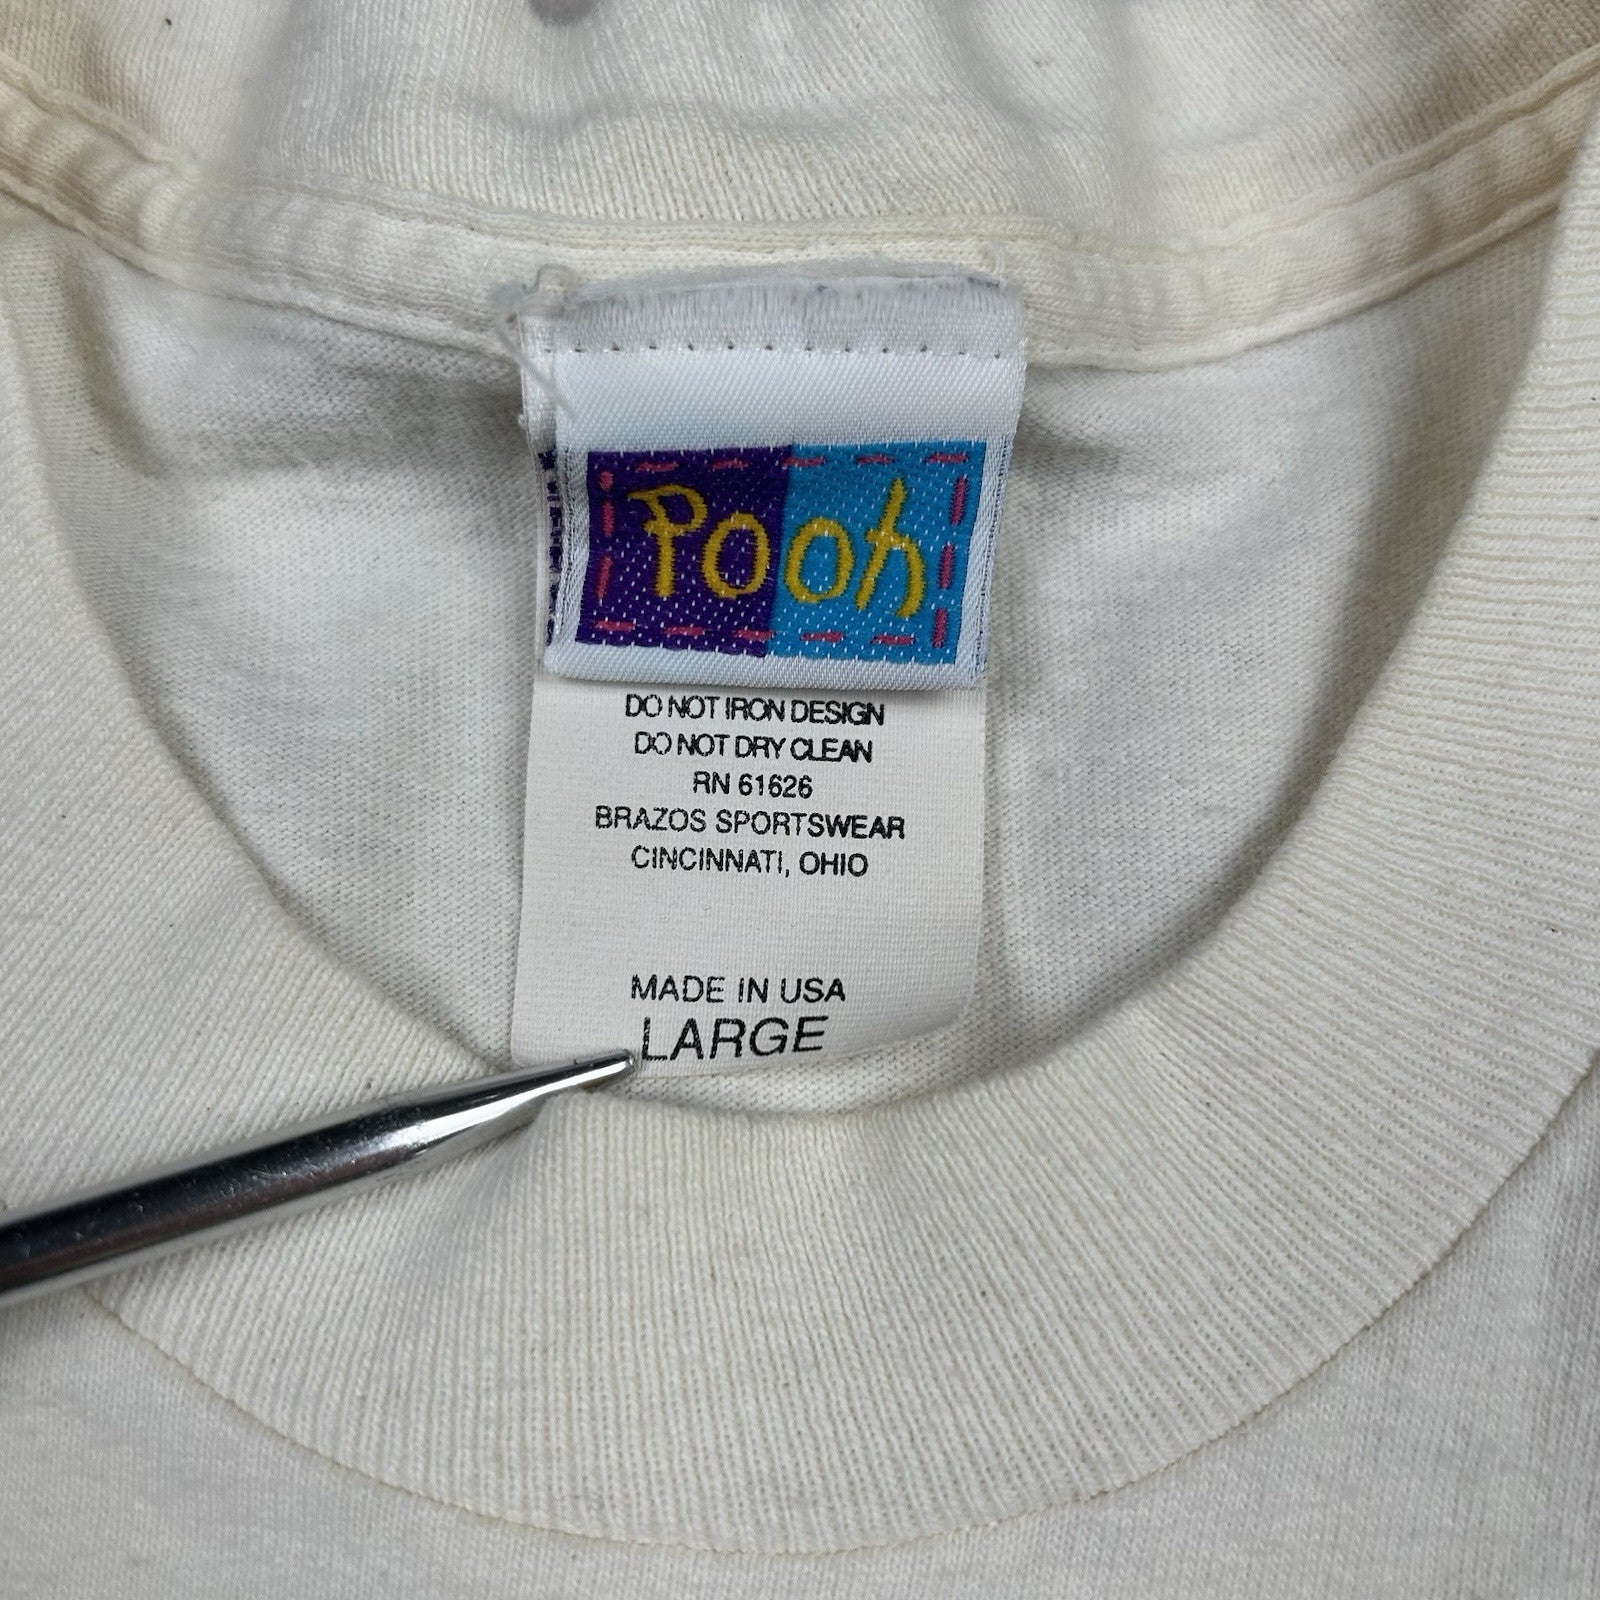 Pooh
DO NOT IRON DESIGN
DO NOT DRY CLEAN
RN 61626
BRAZOS SPORTSWEAR
CINCINNATI, OHIO
MADE IN USA
LARGE